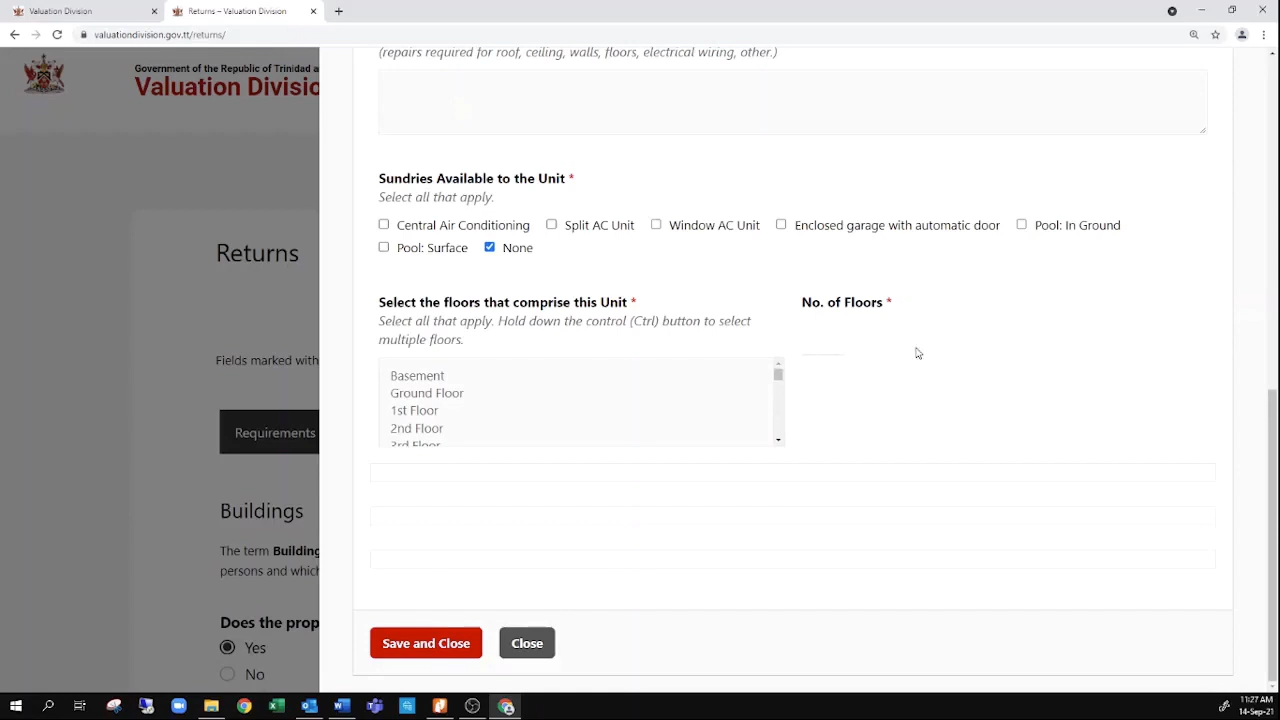 Valuation Division
Returns – Valuation Division
valuationdivision.gov.tt/returns/
Government of the Republic of Trinidad a
Valuation Divisio
(repairs required for roof, ceiling, walls, floors, electrical wiring, other.)
Sundries Available to the Unit *
Select all that apply.
Central Air Conditioning Split AC Unit Window AC Unit Enclosed garage with automatic door Pool: In Ground
Pool: Surface None
Returns
Select the floors that comprise this Unit *
Select all that apply. Hold down the control (Ctrl) button to select
multiple floors.
No. of Floors *
Fields marked with
Basement
Ground Floor
1st Floor
2nd Floor
3rd Floor
Requirements
Buildings
The term Building
persons and whic
Does the prop
Yes
No
Save and Close
Close
11:27 AM
14-Sep-21